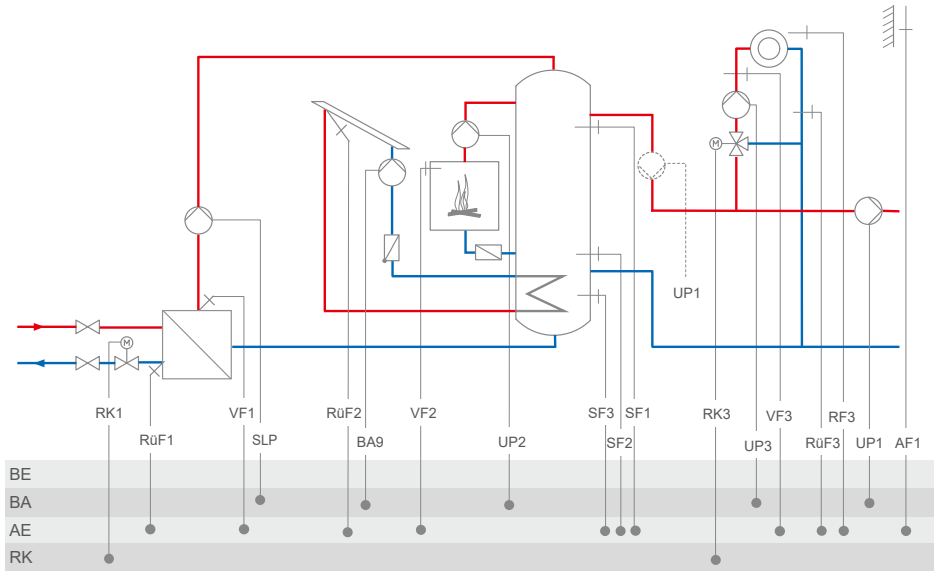 M
UP1
M
RK1
VF1
RüF2
VF2
SF3
SF1
RK3
VF3
RF3
RüF1
SLP
BA9
UP2
SF2
UP3
RüF3
UP1
AF1
BE
BA
AE
RK